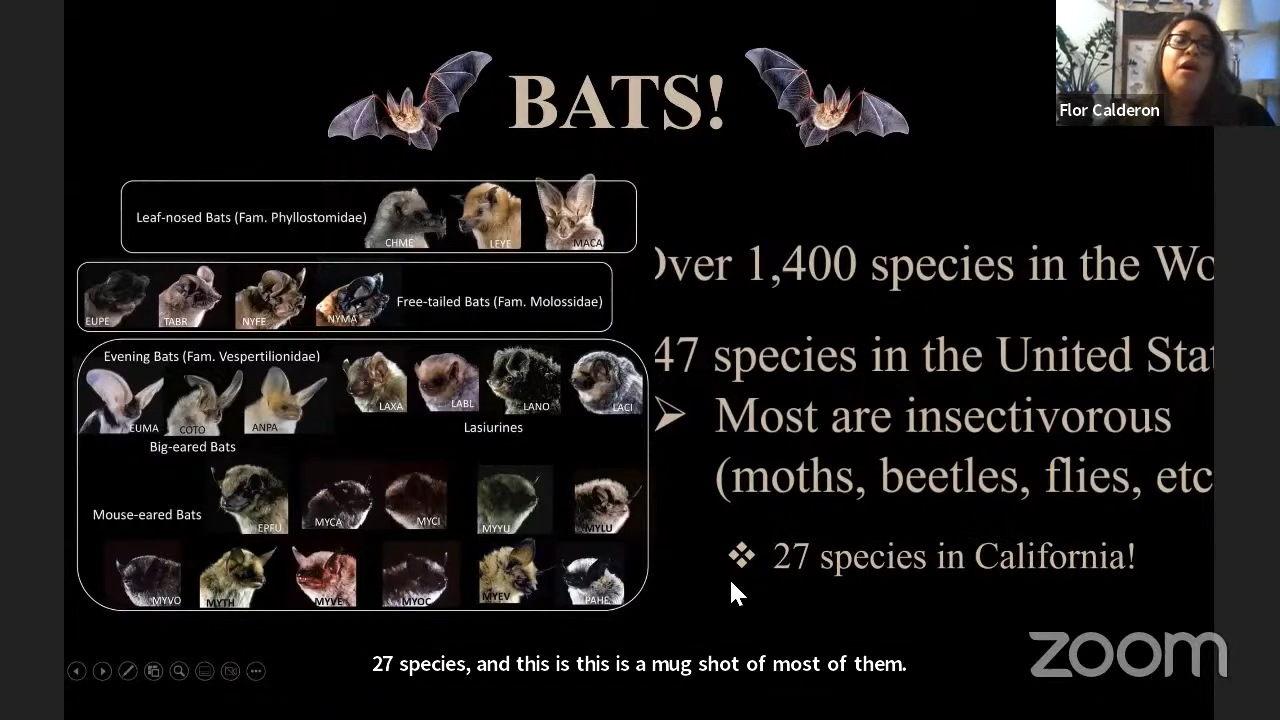 BATS!
Flor Calderon
Leaf-nosed Bats (Fam. Phyllostomidae)
CHME LEYE MACA
EUPE TABR NYFE NYMA Free-tailed Bats (Fam. Molossidae)
Evening Bats (Fam. Vespertilionidae)
EUMA COTO ANPA LAXA LABL LANO LACI
Big-eared Bats
Lasiurines
Mouse-eared Bats
EPFU MYCA MYCI MYYU MYLU
MYVO MYTH MYVE MYOC MYEV PAHE
Over 1,400 species in the Wo
47 species in the United Stat
➢ Most are insectivorous
(moths, beetles, flies, etc
❖ 27 species in California!
27 species, and this is this is a mug shot of most of them.
zoom